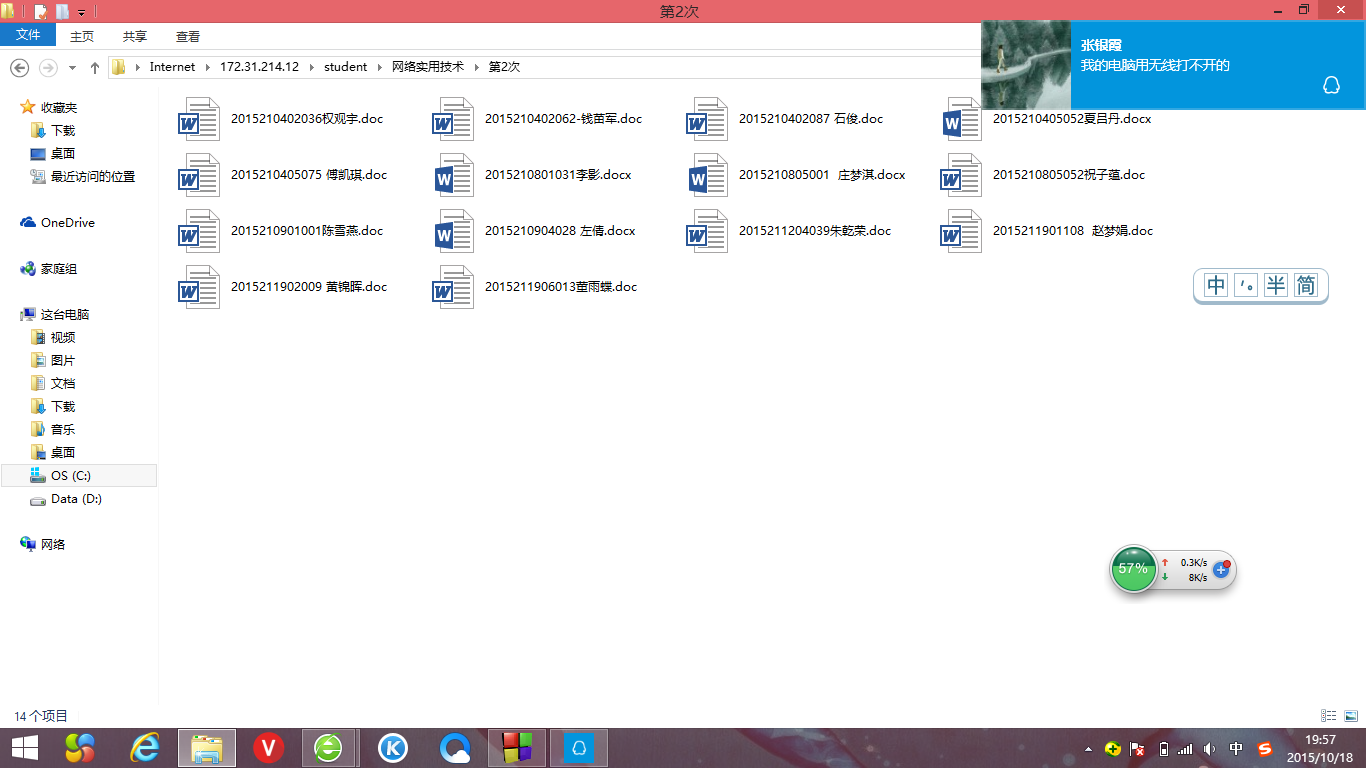 第2次
文件 主页 共享 查看
Internet 172.31.214.12 student 网络实用技术 第2次
张银霞
我的电脑用无线打不开的
收藏夹
下载
桌面
最近访问的位置
OneDrive
家庭组
这台电脑
视频
图片
文档
下载
音乐
桌面
OS (C:)
Data (D:)
网络
2015210402036权观宇.doc
2015210402062-钱苗军.doc
2015210402087 石俊.doc
2015210405052夏吕丹.docx
2015210405075 傅凯琪.doc
2015210801031李影.docx
2015210805001 庄梦淇.docx
2015210805052祝子蕴.doc
2015210901001陈雪燕.doc
2015210904028 左倩.docx
2015211204039朱乾荣.doc
2015211901108 赵梦娟.doc
2015211902009 黄锦晖.doc
2015211906013董雨蝶.doc
中 ’。 半 简
57%
0.3K/s
8K/s
14 个项目
中
19:57
2015/10/18